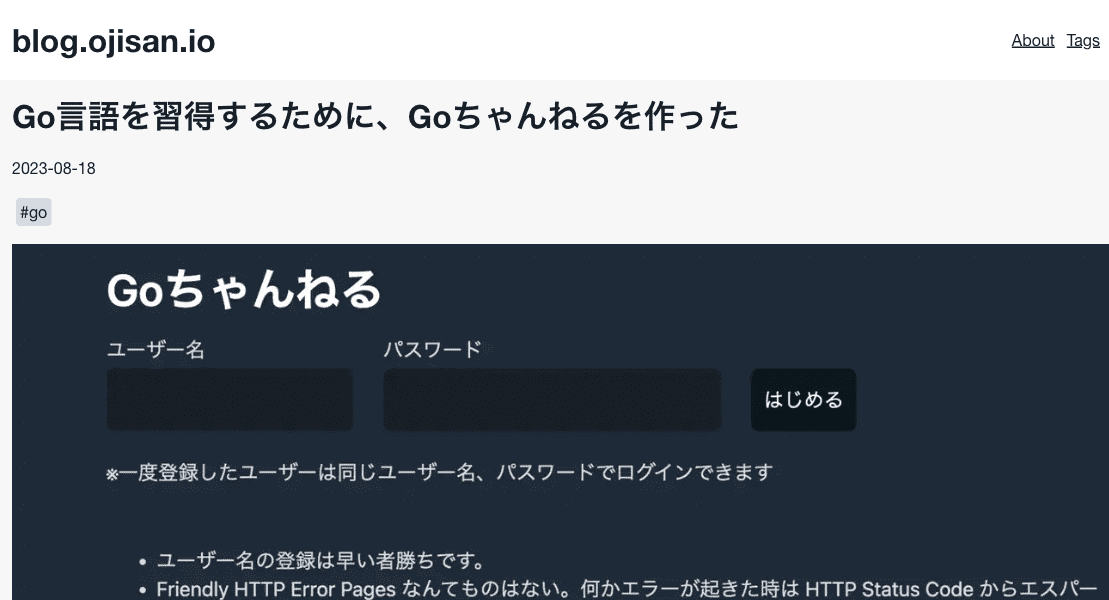 blog.ojisan.io
About Tags
Go言語を習得するために、Goちゃんねるを作った
2023-08-18
#go
Goちゃんねる
ユーザー名 パスワード
はじめる
※一度登録したユーザーは同じユーザー名、パスワードでログインできます
• ユーザー名の登録は早い者勝ちです。
• Friendly HTTP Error Pages なんてものはない。何かエラーが起きた時は HTTP Status Code からエスパー